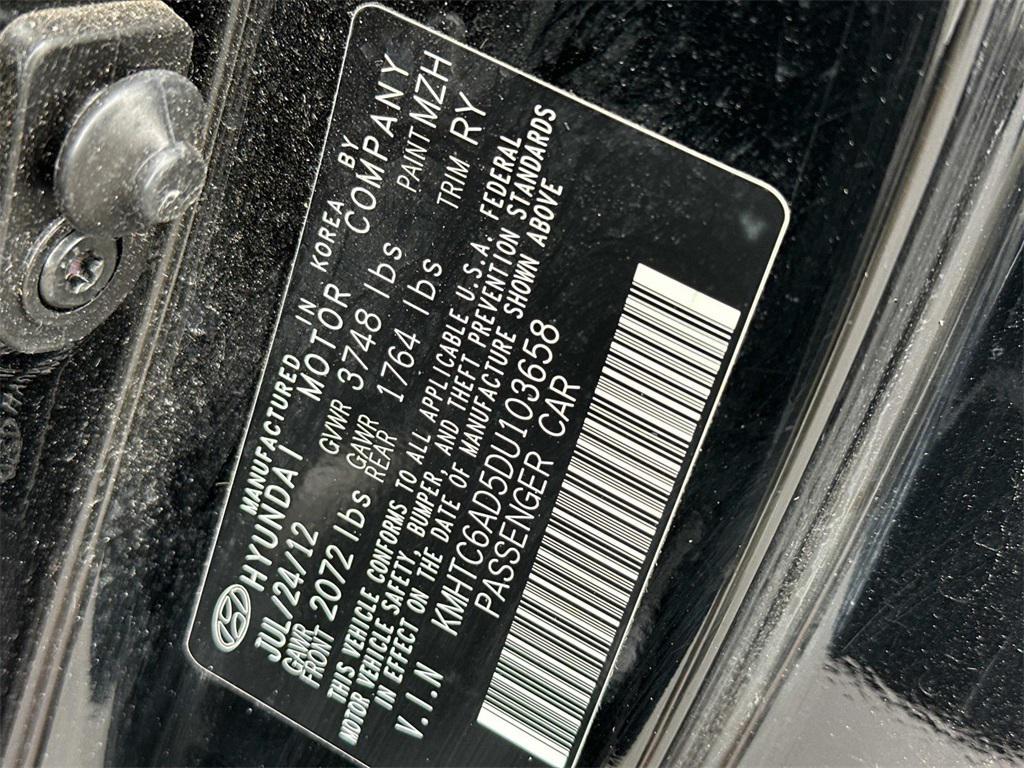 MANUFACTURED IN KOREA BY
HYUNDAI MOTOR COMPANY
JUL/24/12 GVWR 3748 lbs PAINT MZH
GAWR FRONT 2072 lbs GAWR REAR 1764 lbs TRIM RY
THIS VEHICLE CONFORMS TO ALL APPLICABLE U.S.A. FEDERAL
MOTOR VEHICLE SAFETY, BUMPER, AND THEFT PREVENTION STANDARDS
IN EFFECT ON THE DATE OF MANUFACTURE SHOWN ABOVE
V.I.N KMHTC6AD5DU103658
PASSENGER CAR